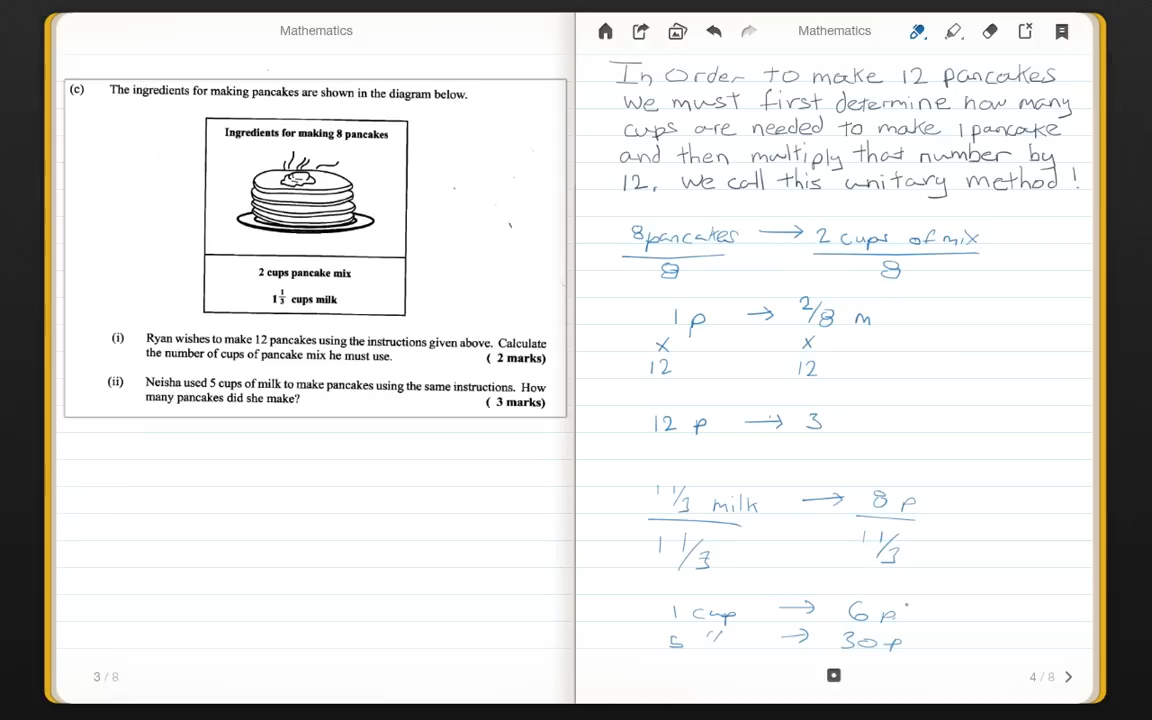 Mathematics
(c) The ingredients for making pancakes are shown in the diagram below.
Ingredients for making 8 pancakes
2 cups pancake mix
1 1/3 cups milk
(i) Ryan wishes to make 12 pancakes using the instructions given above. Calculate
the number of cups of pancake mix he must use. ( 2 marks)
(ii) Neisha used 5 cups of milk to make pancakes using the same instructions. How
many pancakes did she make? ( 3 marks)
3 / 8
Mathematics
In order to make 12 pancakes
we must first determine how many
cups are needed to make 1 pancake
and then multiply that number by
12. We call this unitary method!
8 pancakes → 2 cups of mix
8 8
1 p → 2/8 m
x x
12 12
12 p → 3
1 1/3 milk → 8 p
1 1/3 1 1/3
1 cup → 6 p
5 " → 30 p
4 / 8